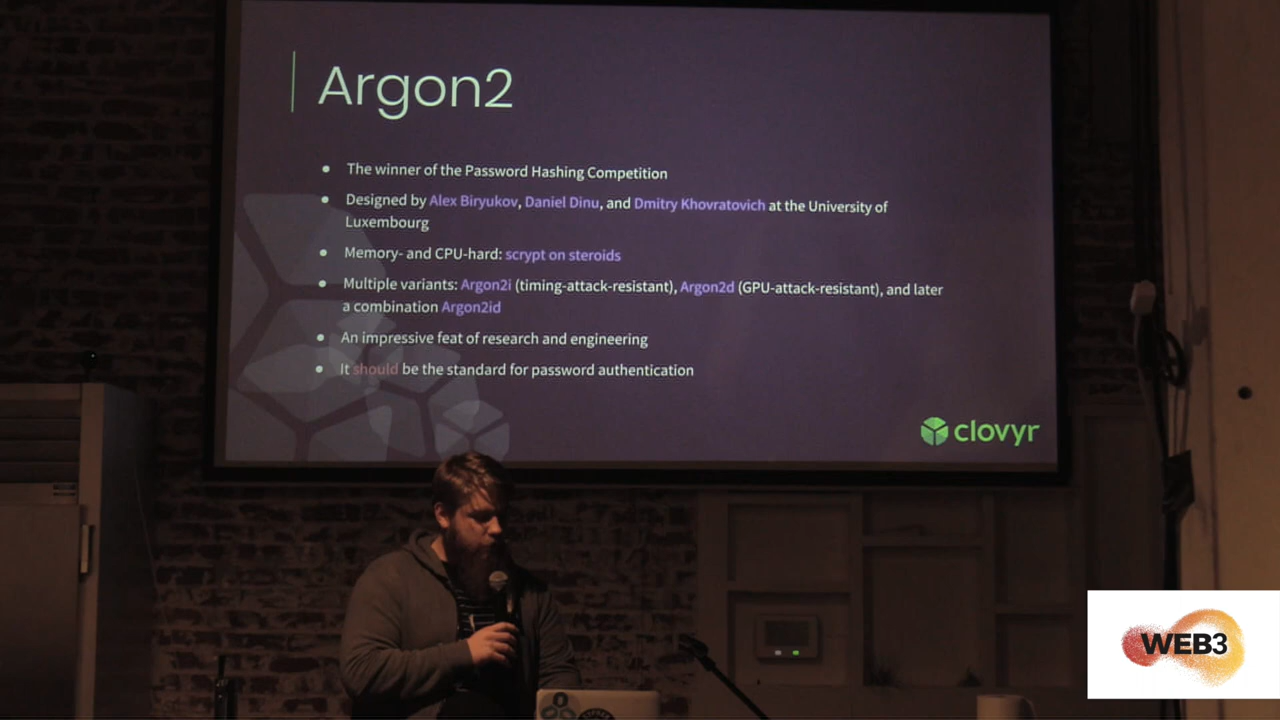 Argon2
• The winner of the Password Hashing Competition
• Designed by Alex Biryukov, Daniel Dinu, and Dmitry Khovratovich at the University of
Luxembourg
• Memory- and CPU-hard: scrypt on steroids
• Multiple variants: Argon2i (timing-attack-resistant), Argon2d (GPU-attack-resistant), and later
a combination Argon2id
• An impressive feat of research and engineering
• It should be the standard for password authentication
clovyr
WEB3